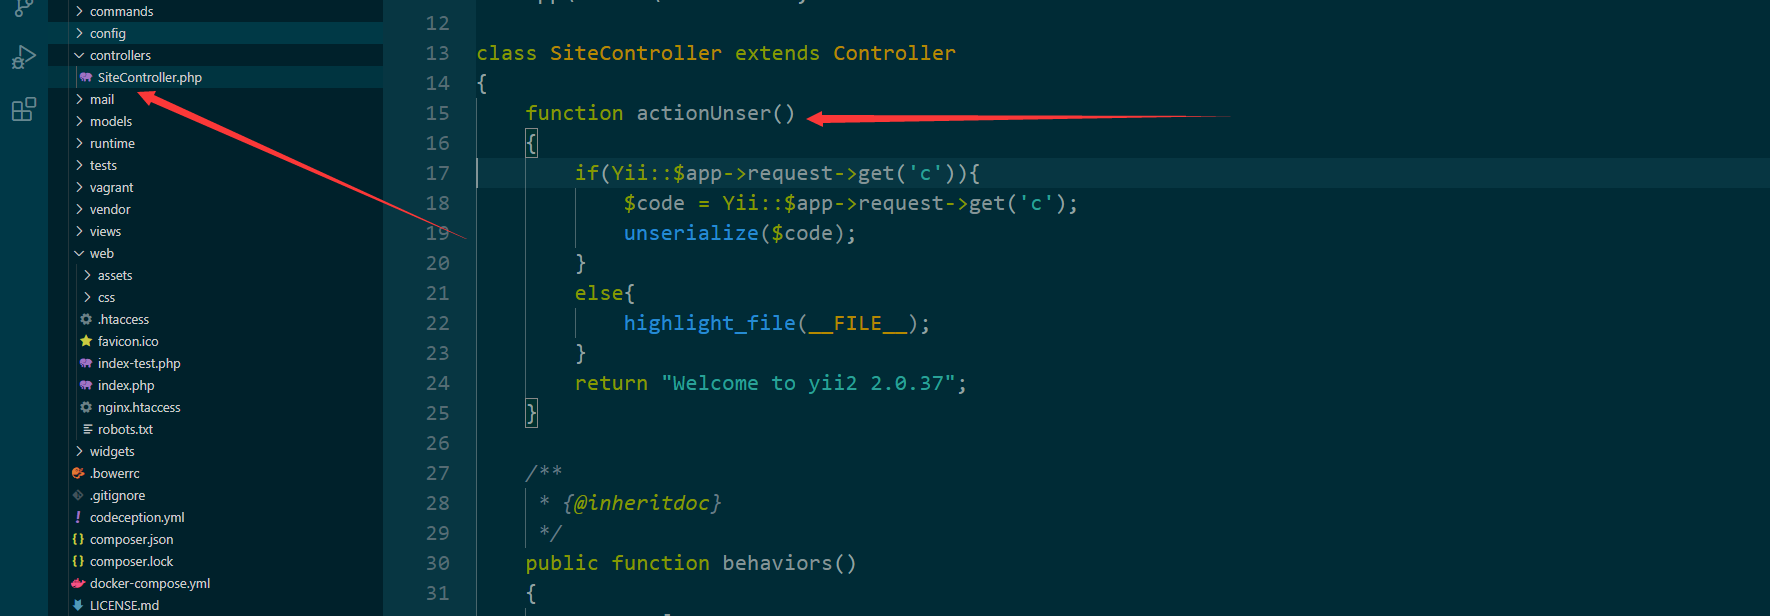 commands
config
controllers
SiteController.php
mail
models
runtime
tests
vagrant
vendor
views
web
assets
css
.htaccess
favicon.ico
index-test.php
index.php
nginx.htaccess
robots.txt
widgets
.bowerrc
.gitignore
codeception.yml
composer.json
composer.lock
docker-compose.yml
LICENSE.md
12
13 class SiteController extends Controller
14 {
15 function actionUnser()
16 {
17 if(Yii::$app->request->get('c')){
18 $code = Yii::$app->request->get('c');
19 unserialize($code);
20 }
21 else{
22 highlight_file(__FILE__);
23 }
24 return "Welcome to yii2 2.0.37";
25 }
26
27 /**
28 * {@inheritdoc}
29 */
30 public function behaviors()
31 {